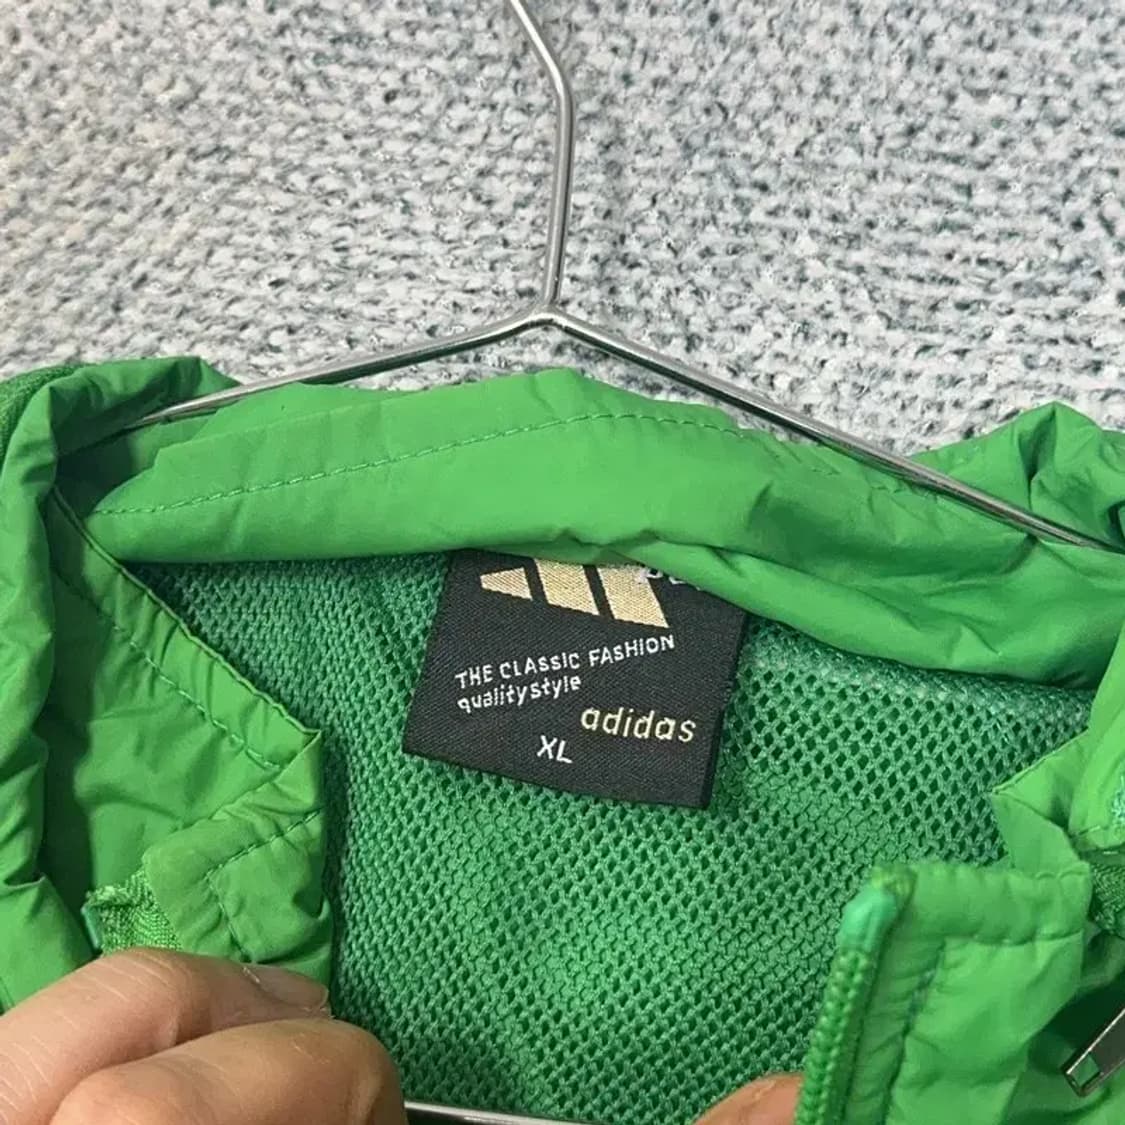 THE CLASSIC FASHION
qualitystyle
adidas
XL